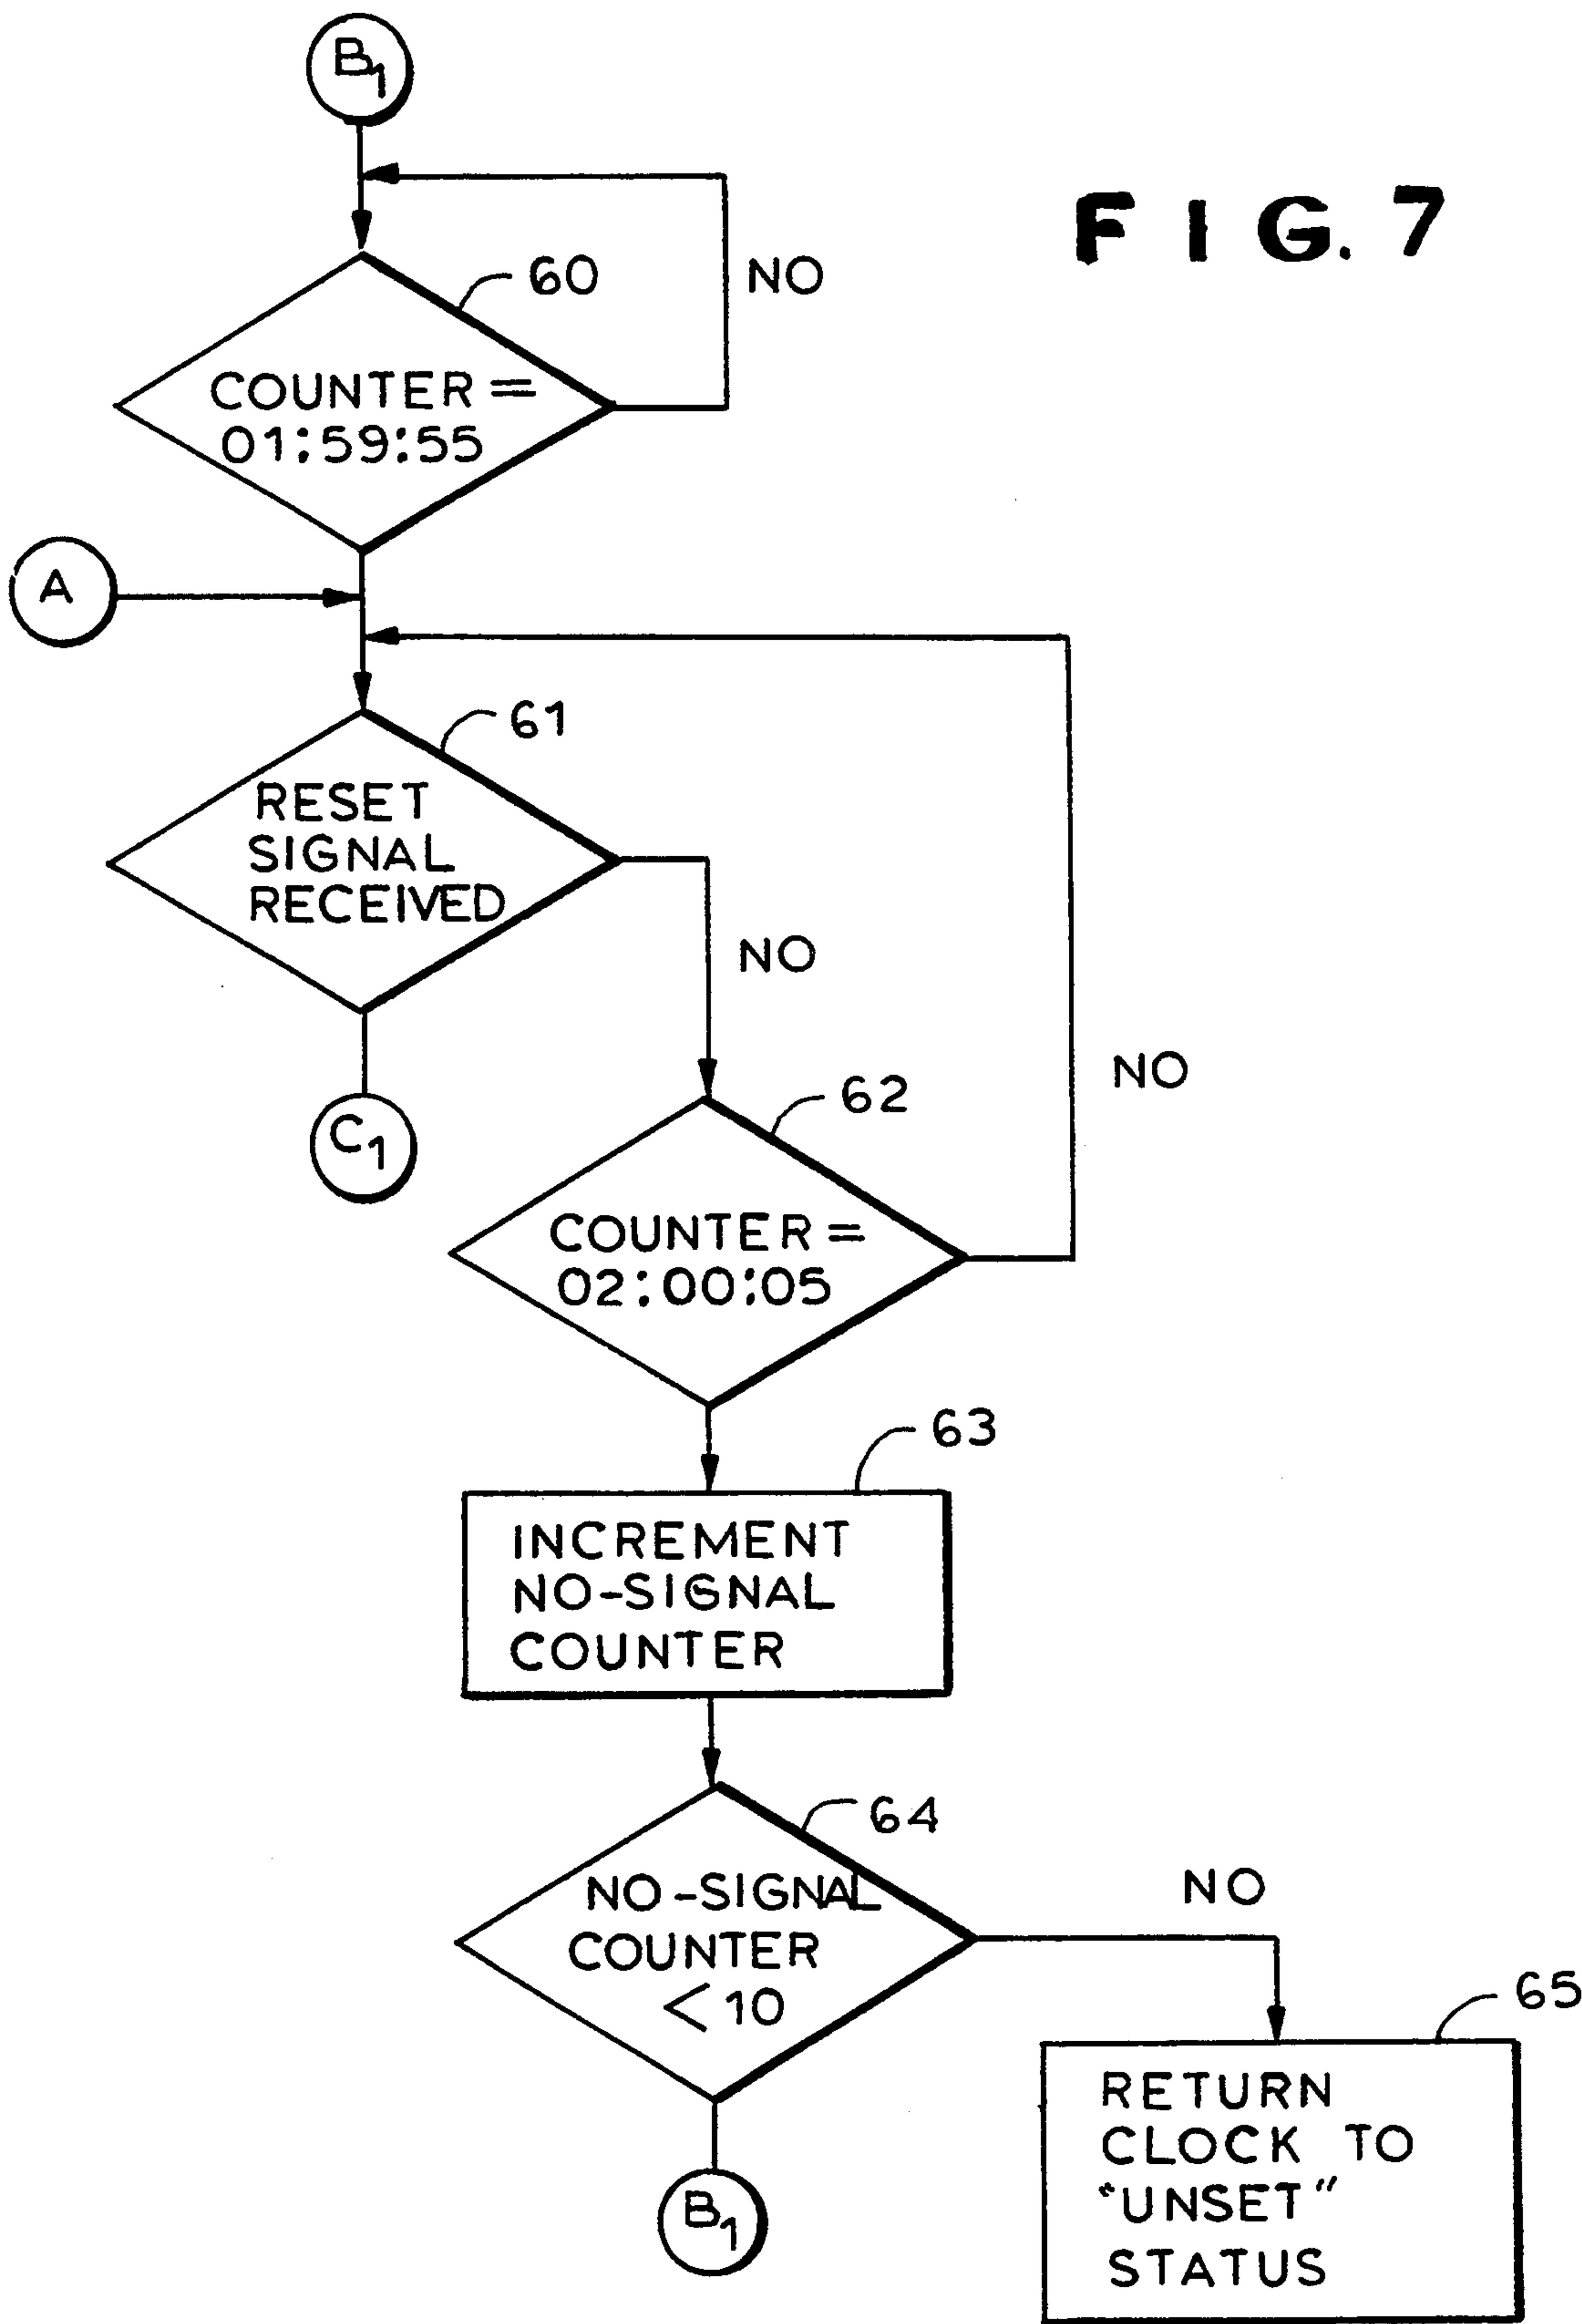 B1
FIG. 7
60
NO
COUNTER =
01:59:55
A
61
RESET
SIGNAL
RECEIVED
NO
NO
C1
62
COUNTER =
02:00:05
63
INCREMENT
NO-SIGNAL
COUNTER
64
NO-SIGNAL
COUNTER
<10
NO
65
RETURN
CLOCK TO
"UNSET"
STATUS
B1